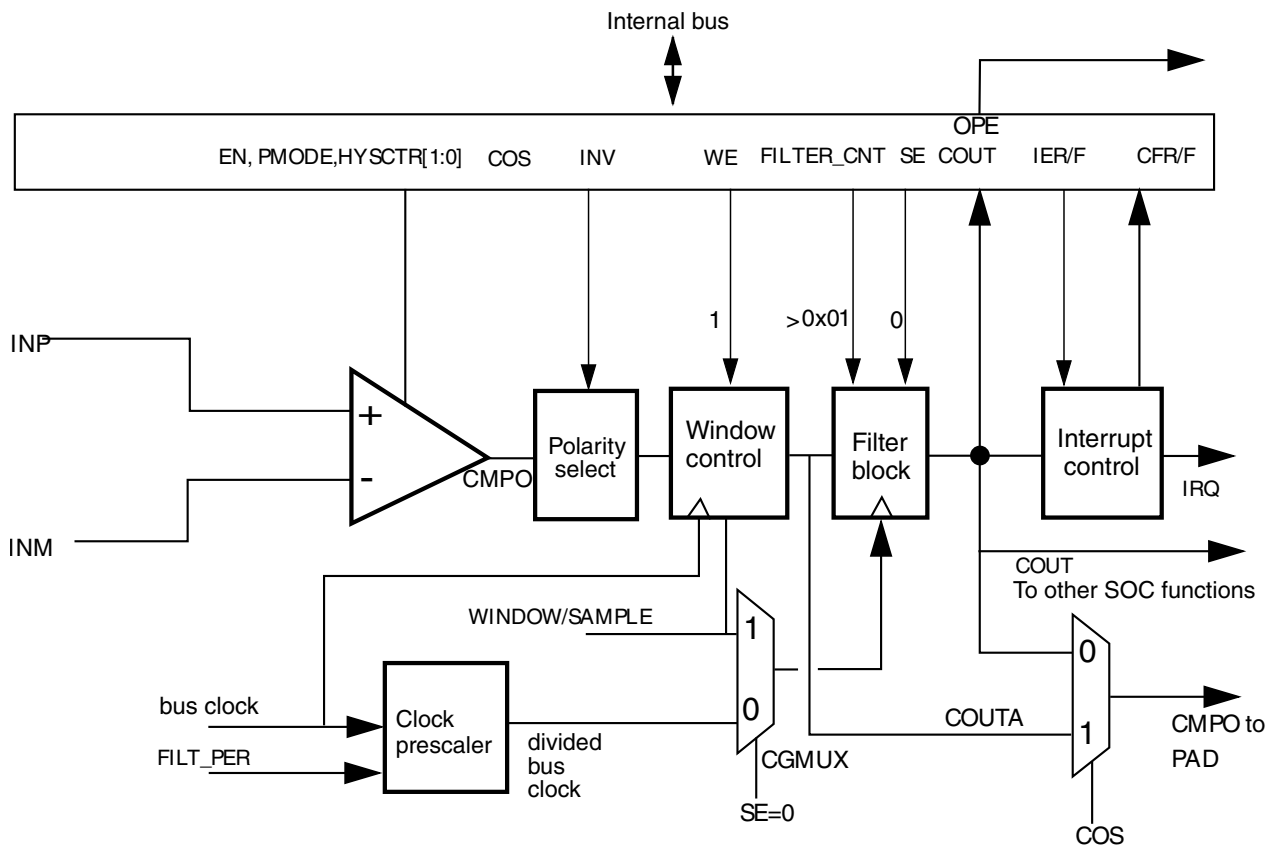 Internal bus
OPE
EN, PMODE,HYSCTR[1:0] COS INV WE FILTER_CNT SE COUT IER/F CFR/F
1 >0x01 0
INP
+
-
CMPO
INM
Polarity
select
Window
control
Filter
block
Interrupt
control
IRQ
COUT
To other SOC functions
WINDOW/SAMPLE
1
0
CGMUX
SE=0
bus clock
FILT_PER
Clock
prescaler
divided
bus
clock
0
1
COUTA
CMPO to
PAD
COS